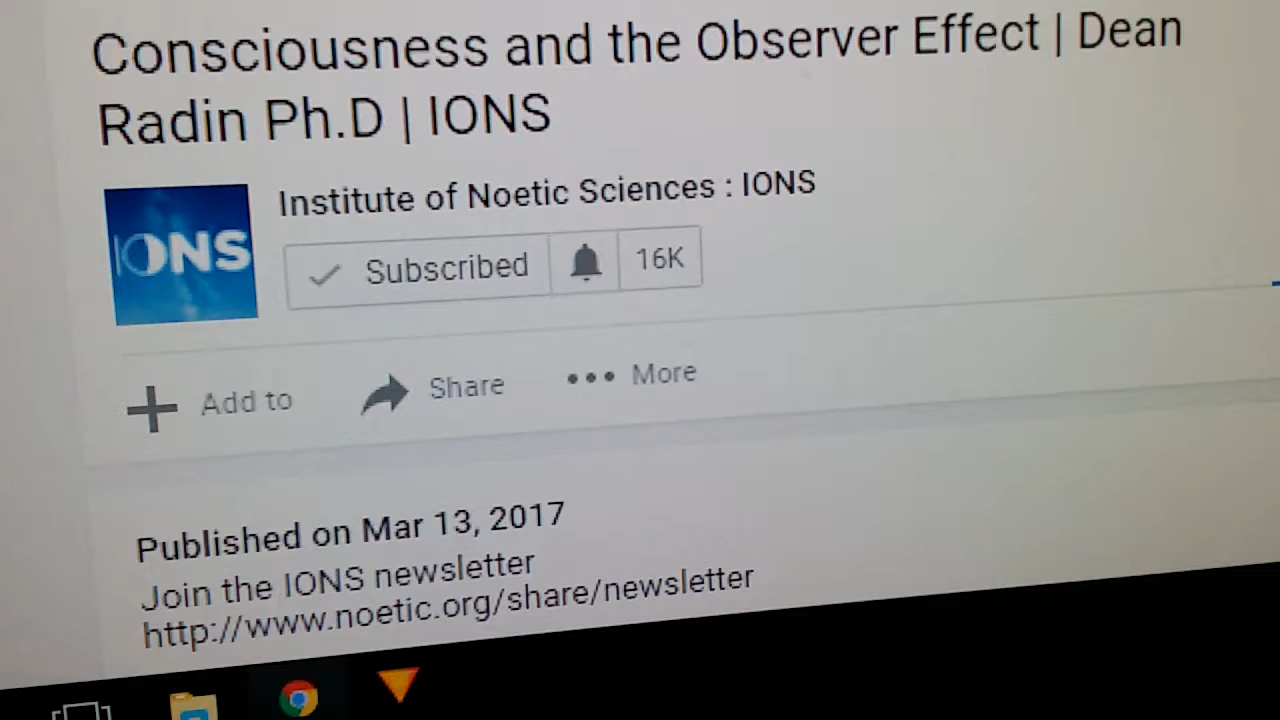 Consciousness and the Observer Effect | Dean
Radin Ph.D | IONS
IONS
Institute of Noetic Sciences : IONS
Subscribed 16K
Add to Share More
Published on Mar 13, 2017
Join the IONS newsletter
http://www.noetic.org/share/newsletter